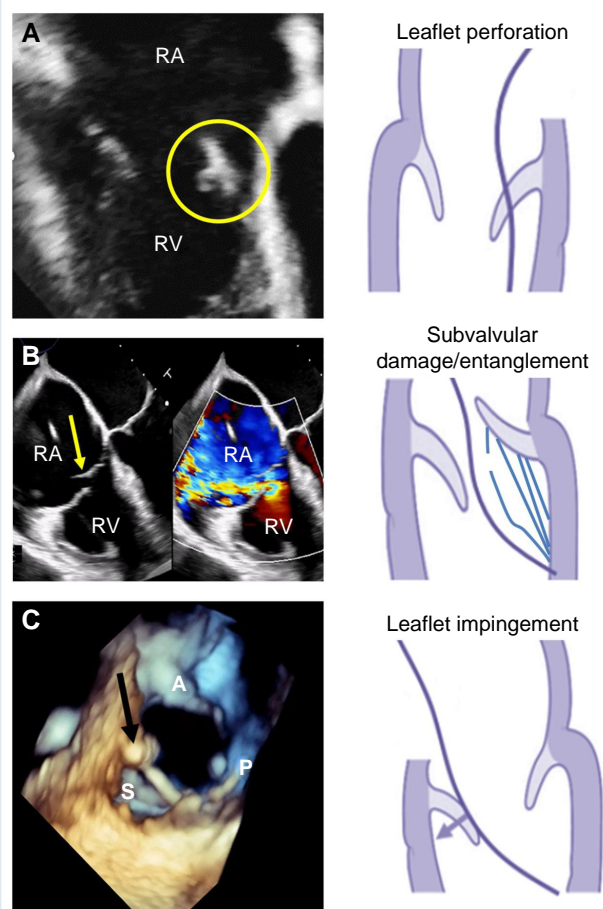 A
RA
RV
Leaflet perforation
B
RA
RV
RA
RV
Subvalvular
damage/entanglement
C
A
S
P
Leaflet impingement